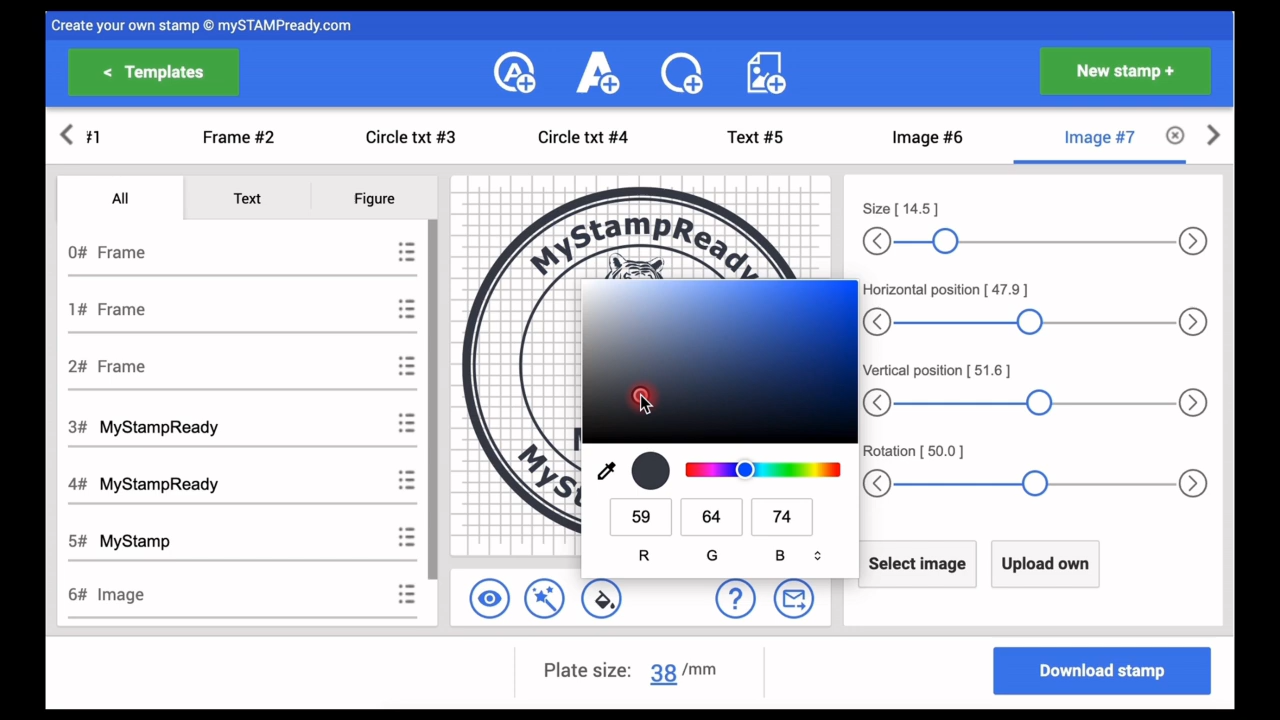 Create your own stamp © mySTAMPready.com
< Templates
New stamp +
#1
Frame #2
Circle txt #3
Circle txt #4
Text #5
Image #6
Image #7
All
Text
Figure
0# Frame
1# Frame
2# Frame
3# MyStampReady
4# MyStampReady
5# MyStamp
6# Image
MyStampReady
Size [ 14.5 ]
Horizontal position [ 47.9 ]
Vertical position [ 51.6 ]
Rotation [ 50.0 ]
59 64 74
R G B
Select image
Upload own
?
Plate size: 38 /mm
Download stamp